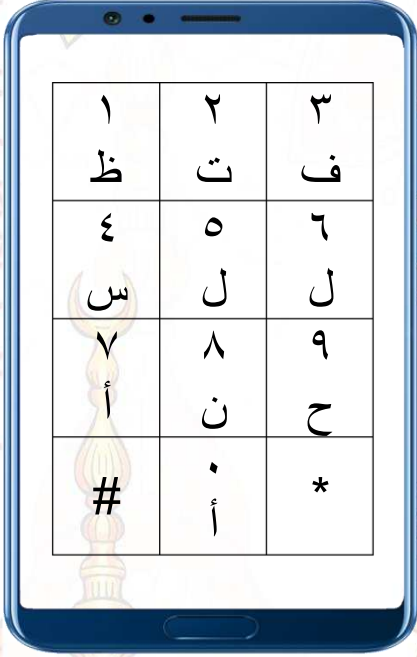 ١ ٢ ٣
ظ ت ف
٤ ٥ ٦
س ل ل
٧ ٨ ٩
أ ن ح
# ٠ *
أ